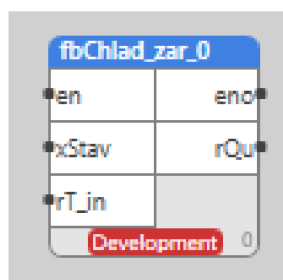 fbChlad_zar_0
en eno
xStav rQu
rT_in
Development 0